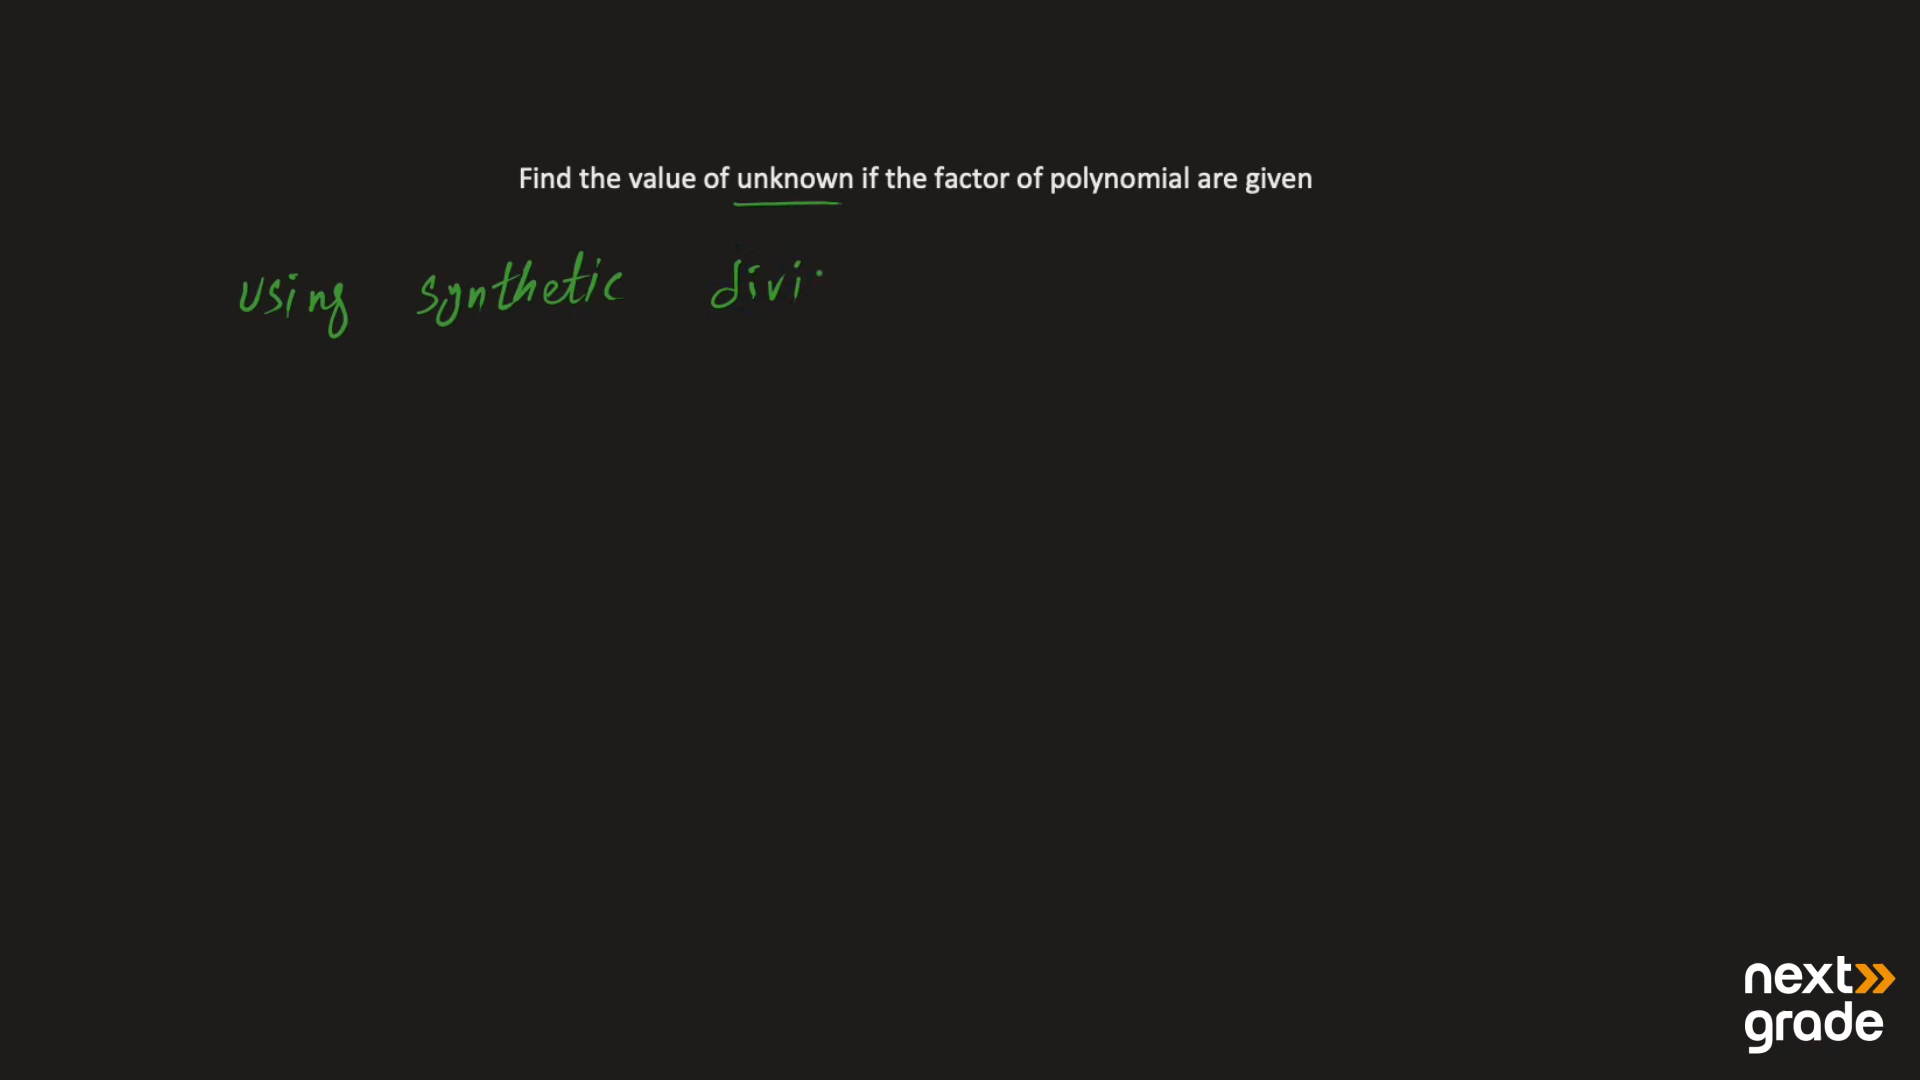 Find the value of unknown if the factor of polynomial are given
Using synthetic divi
next
grade